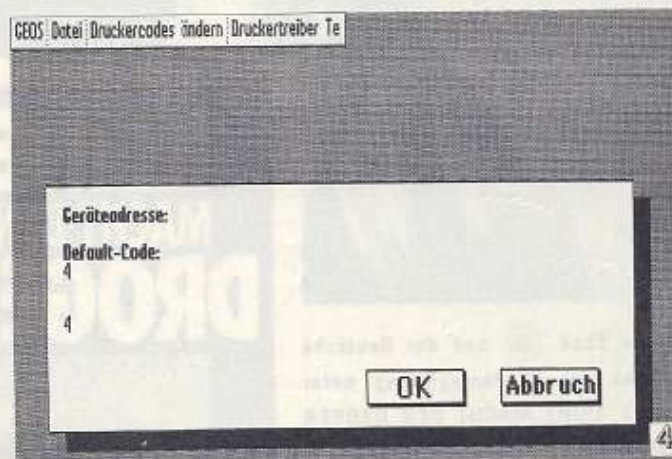 GEOS Datei Druckercodes ändern Druckertreiber Te
Geräteadresse:
Default-Code:
4
4
OK Abbruch
4